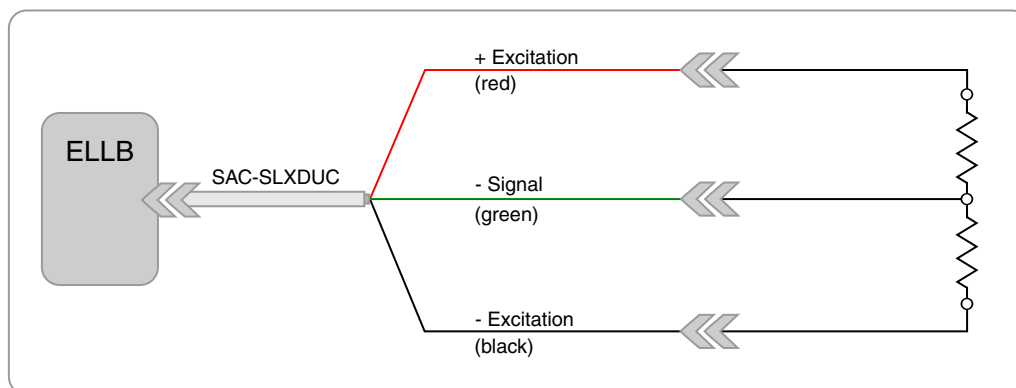 + Excitation
(red)
ELLB
SAC-SLXDUC
- Signal
(green)
- Excitation
(black)